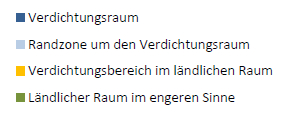 Verdichtungsraum
Randzone um den Verdichtungsraum
Verdichtungsbereich im ländlichen Raum
Ländlicher Raum im engeren Sinne